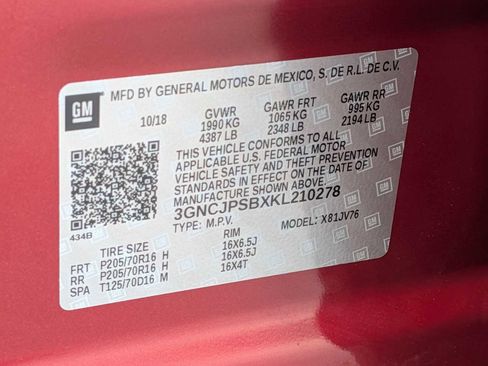 GM
MFD BY GENERAL MOTORS DE MEXICO, S. DE R.L. DE C.V.
10/18
GVWR GAWR FRT GAWR RR
1990 KG 1065 KG 995 KG
4387 LB 2348 LB 2194 LB
THIS VEHICLE CONFORMS TO ALL
APPLICABLE U.S. FEDERAL MOTOR
VEHICLE SAFETY AND THEFT PREVENTION
STANDARDS IN EFFECT ON THE DATE OF
MANUFACTURE SHOWN ABOVE.
3GNCJPSBXKL210278
TYPE: M.P.V. MODEL: X81JV76
434B
TIRE SIZE RIM
FRT P205/70R16 H 16X6.5J
RR P205/70R16 H 16X6.5J
SPA T125/70D16 M 16X4T